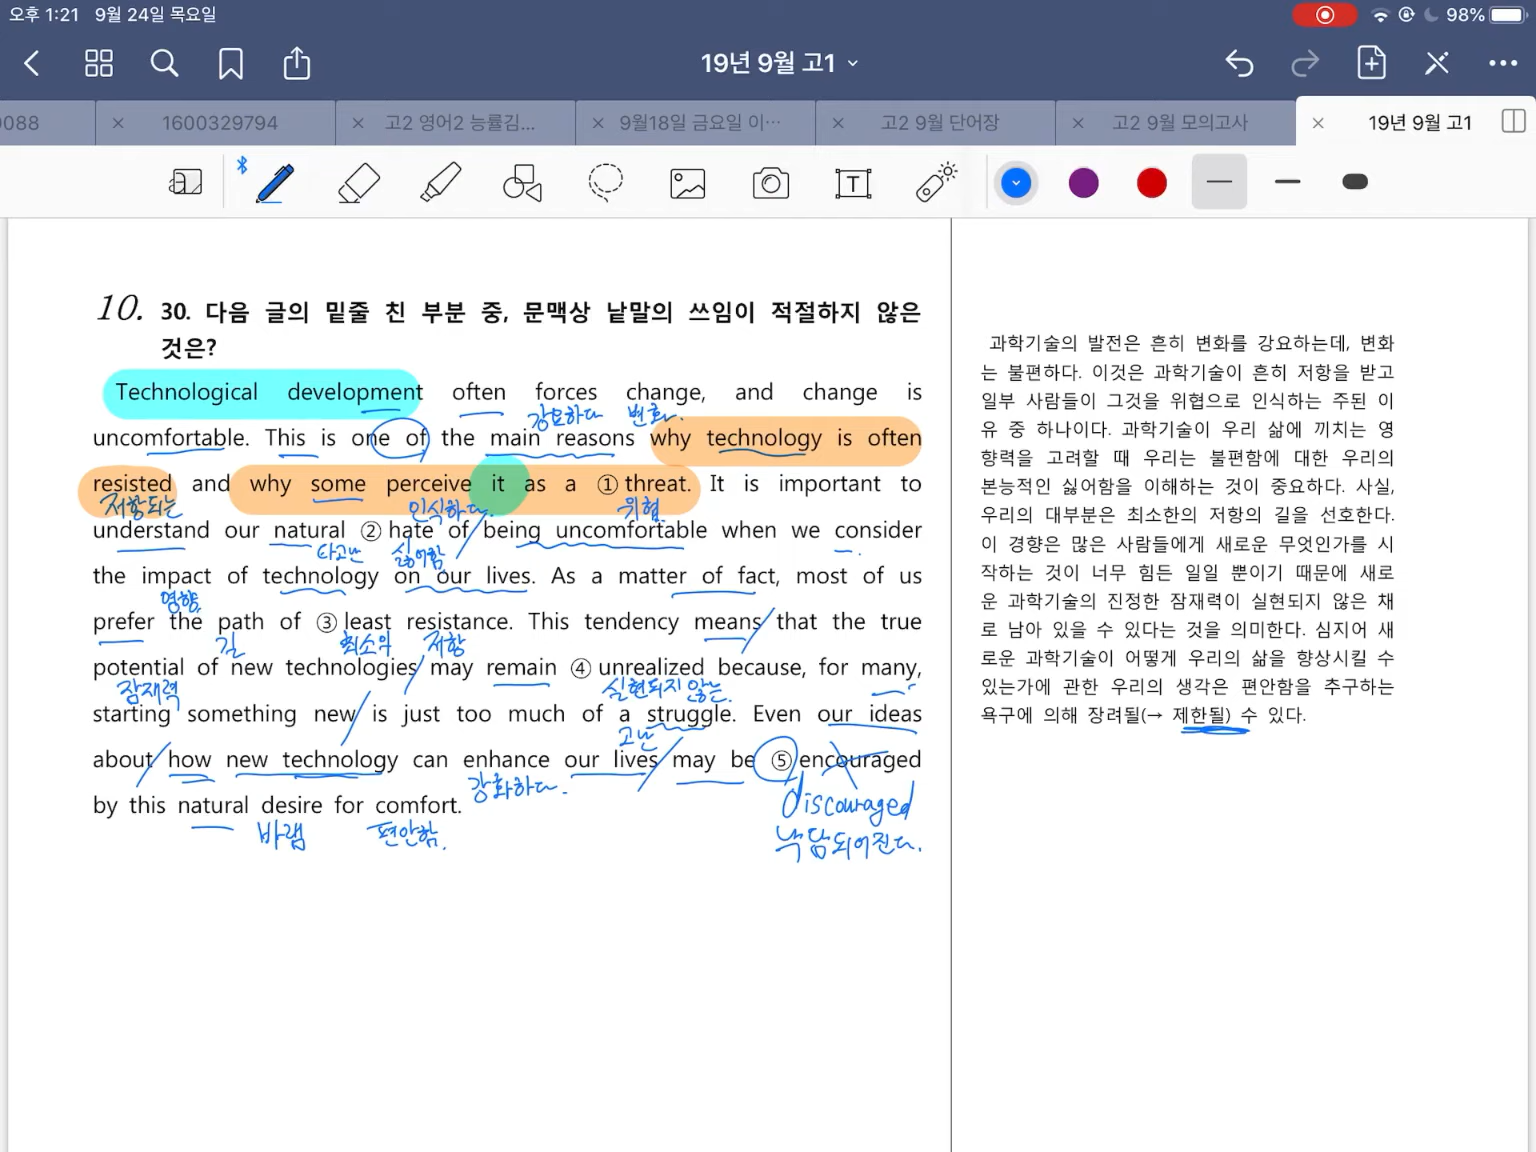 오후 1:21 9월 24일 목요일
98%
19년 9월 고1
0088
1600329794
고2 영어2 능률김...
9월18일 금요일 이...
고2 9월 단어장
고2 9월 모의고사
19년 9월 고1
10. 30. 다음 글의 밑줄 친 부분 중, 문맥상 낱말의 쓰임이 적절하지 않은
것은?
Technological development often forces change, and change is
강요하다 변화
uncomfortable. This is one of the main reasons why technology is often
resisted and why some perceive it as a ① threat. It is important to
저항되는 인식하다 위협
understand our natural ② hate of being uncomfortable when we consider
타고난 싫어함
the impact of technology on our lives. As a matter of fact, most of us
영향
prefer the path of ③ least resistance. This tendency means that the true
길 최소의 저항
potential of new technologies may remain ④ unrealized because, for many,
잠재력 실현되지 않은
starting something new is just too much of a struggle. Even our ideas
고난
about how new technology can enhance our lives may be ⑤ encouraged
강화하다. discouraged
by this natural desire for comfort.
바램 편안함. 낙담되어진다.
과학기술의 발전은 흔히 변화를 강요하는데, 변화
는 불편하다. 이것은 과학기술이 흔히 저항을 받고
일부 사람들이 그것을 위협으로 인식하는 주된 이
유 중 하나이다. 과학기술이 우리 삶에 끼치는 영
향력을 고려할 때 우리는 불편함에 대한 우리의
본능적인 싫어함을 이해하는 것이 중요하다. 사실,
우리의 대부분은 최소한의 저항의 길을 선호한다.
이 경향은 많은 사람들에게 새로운 무엇인가를 시
작하는 것이 너무 힘든 일일 뿐이기 때문에 새로
운 과학기술의 진정한 잠재력이 실현되지 않은 채
로 남아 있을 수 있다는 것을 의미한다. 심지어 새
로운 과학기술이 어떻게 우리의 삶을 향상시킬 수
있는가에 관한 우리의 생각은 편안함을 추구하는
욕구에 의해 장려될(→ 제한될) 수 있다.